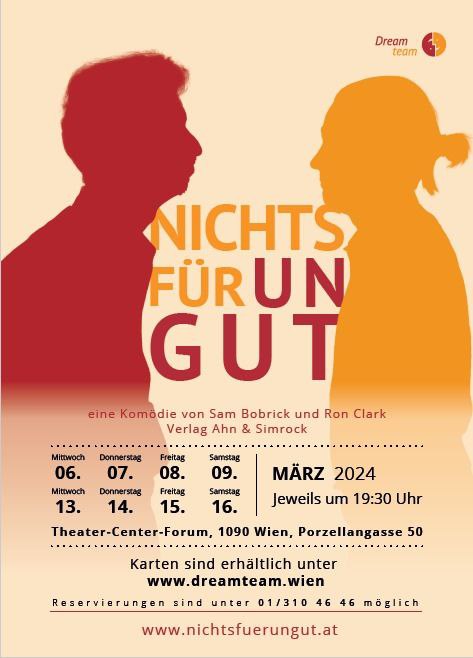 Dream
team
NICHTS
FÜR UN
GUT
eine Komödie von Sam Bobrick und Ron Clark
Verlag Ahn & Simrock
Mittwoch Donnerstag Freitag Samstag
06. 07. 08. 09.
Mittwoch Donnerstag Freitag Samstag
13. 14. 15. 16.
MÄRZ 2024
Jeweils um 19:30 Uhr
Theater-Center-Forum, 1090 Wien, Porzellangasse 50
Karten sind erhältlich unter
www.dreamteam.wien
Reservierungen sind unter 01/310 46 46 möglich
www.nichtsfuerungut.at